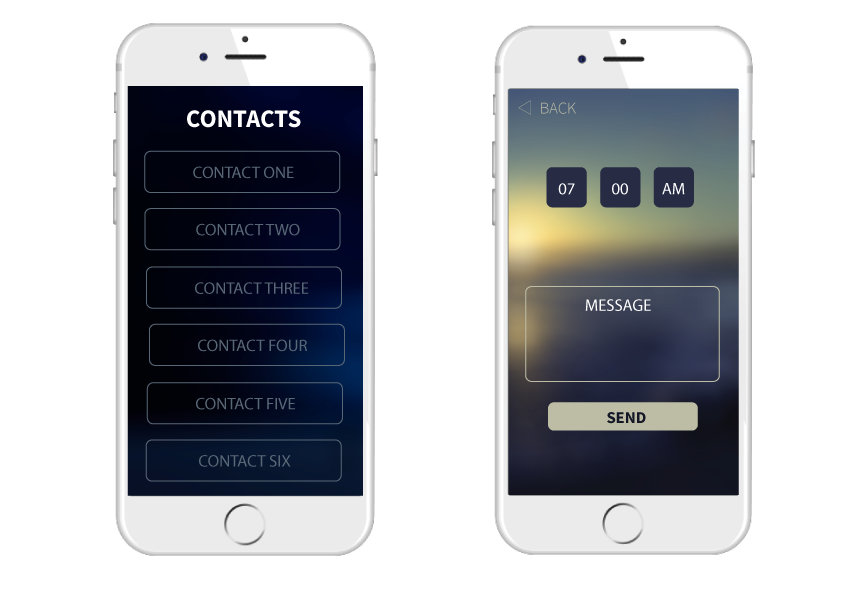 CONTACTS
CONTACT ONE
CONTACT TWO
CONTACT THREE
CONTACT FOUR
CONTACT FIVE
CONTACT SIX
BACK
07 00 AM
MESSAGE
SEND